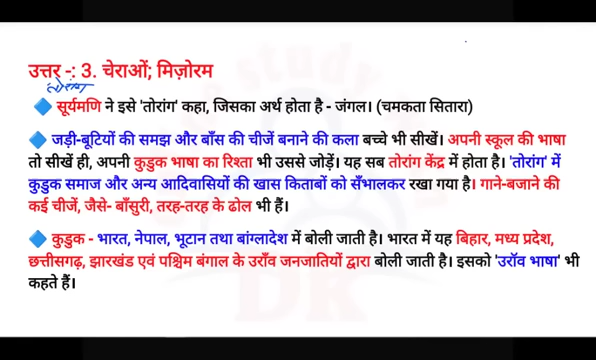 उत्तर -: 3. चेराओं; मिज़ोरम
तोरांग
सूर्यमणि ने इसे 'तोरांग' कहा, जिसका अर्थ होता है - जंगल। (चमकता सितारा)
जड़ी-बूटियों की समझ और बाँस की चीजें बनाने की कला बच्चे भी सीखें। अपनी स्कूल की भाषा
तो सीखें ही, अपनी कुडुक भाषा का रिश्ता भी उससे जोड़ें। यह सब तोरांग केंद्र में होता है। 'तोरांग' में
कुडुक समाज और अन्य आदिवासियों की खास किताबों को सँभालकर रखा गया है। गाने-बजाने की
कई चीजें, जैसे- बाँसुरी, तरह-तरह के ढोल भी हैं।
कुडुक - भारत, नेपाल, भूटान तथा बांग्लादेश में बोली जाती है। भारत में यह बिहार, मध्य प्रदेश,
छत्तीसगढ़, झारखंड एवं पश्चिम बंगाल के उराँव जनजातियों द्वारा बोली जाती है। इसको 'उरॉव भाषा' भी
कहते हैं।